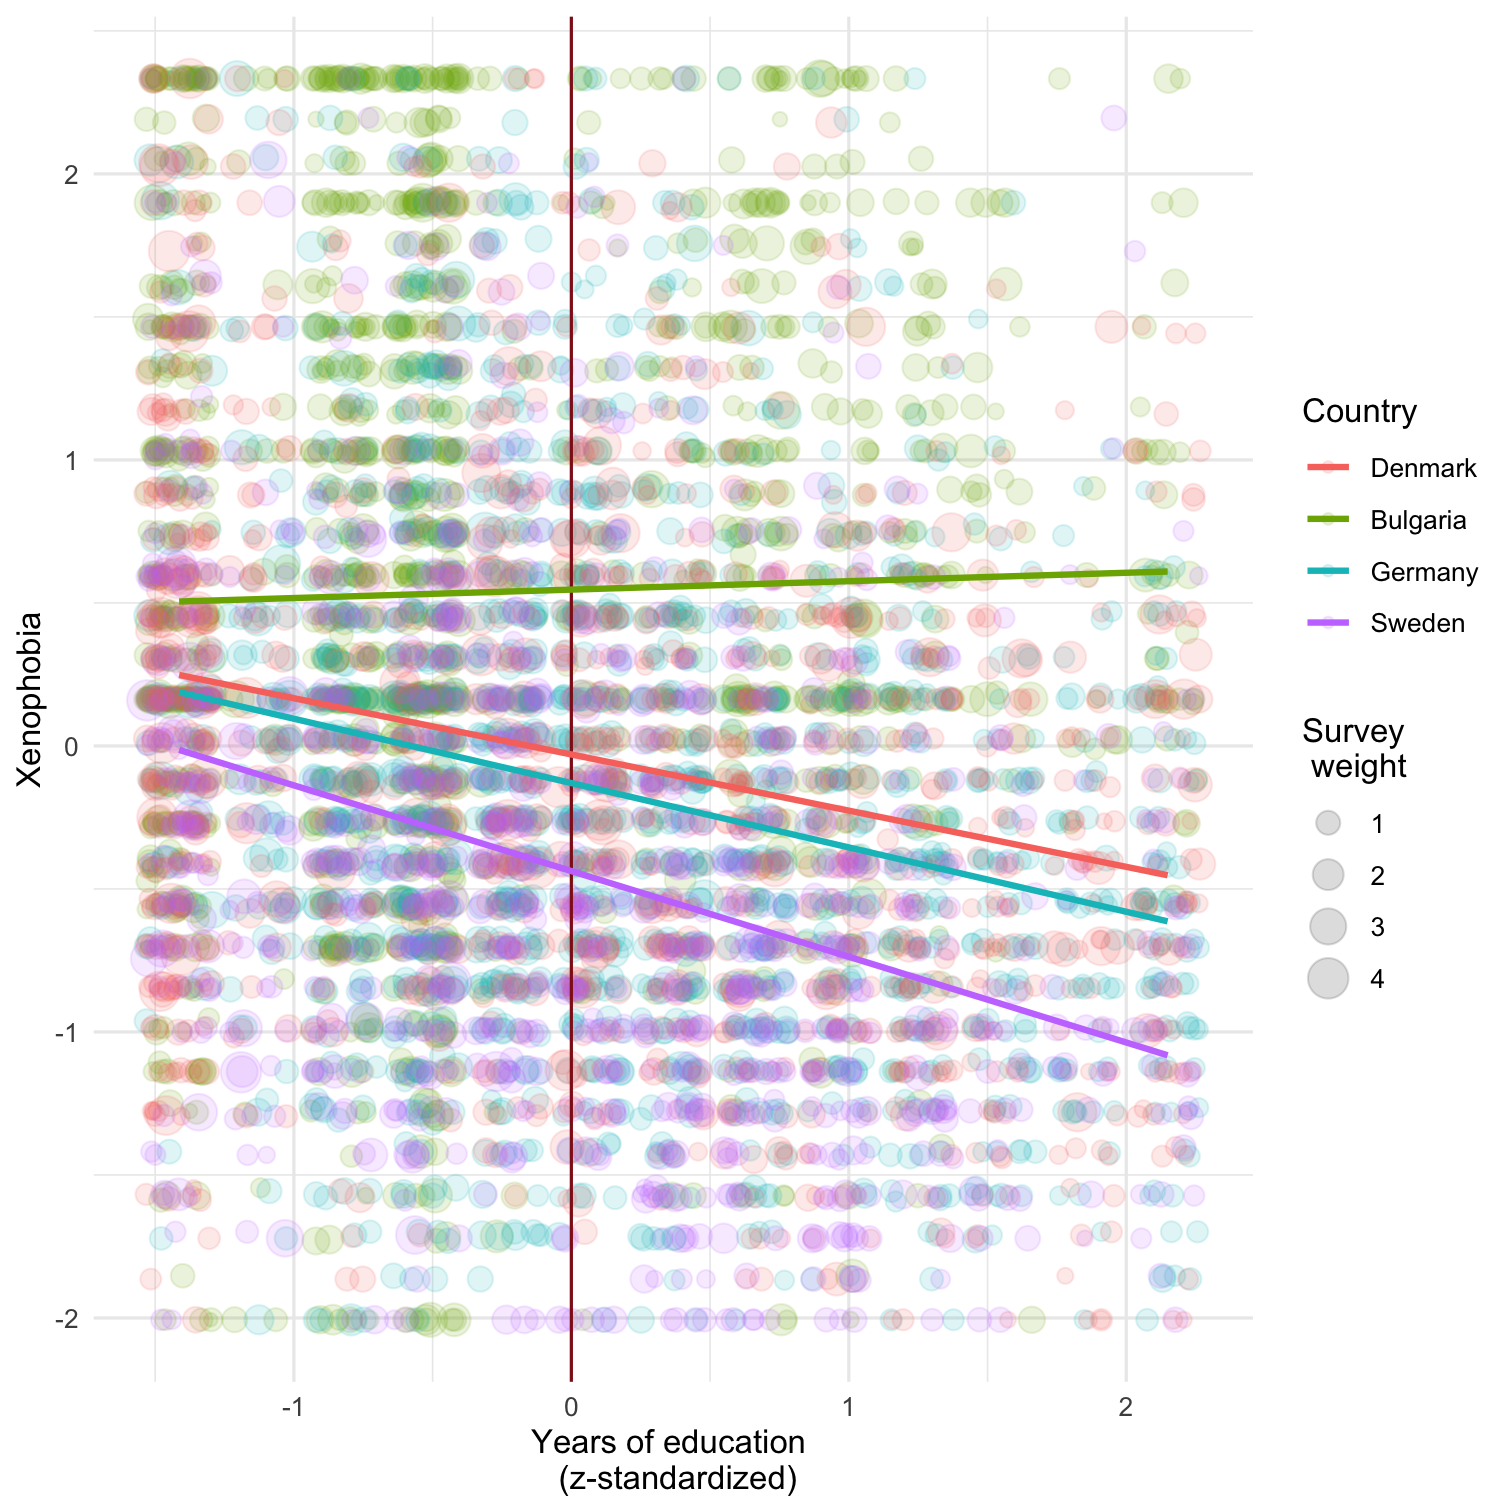 2
1
0
-1
-2
Xenophobia
-1
0
1
2
Years of education
(z-standardized)
Country
Denmark
Bulgaria
Germany
Sweden
Survey
weight
1
2
3
4